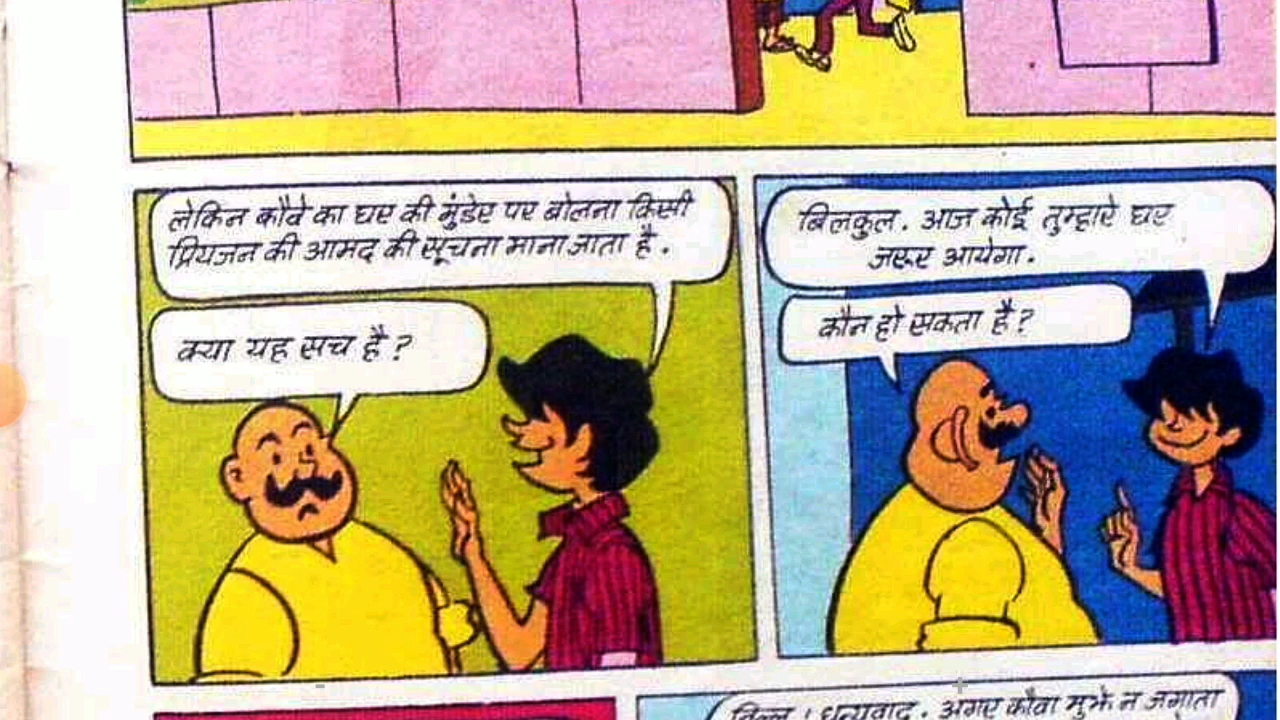 लेकिन कौवे का घर की मुंडेर पर बोलना किसी
प्रियजन की आमद की सूचना माना जाता है.
क्या यह सच है?
बिलकुल. आज कोई तुम्हारे घर
जरूर आयेगा.
कौन हो सकता है?
बिल्लू! धन्यवाद. अगर कौवा मुझे न जगाता